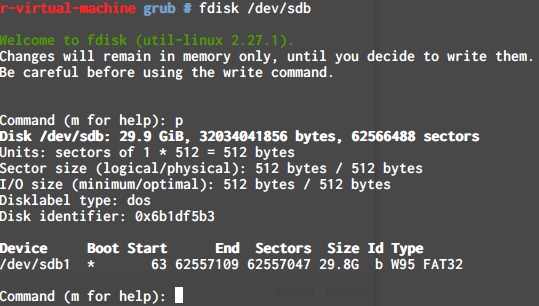 r-virtual-machine grub # fdisk /dev/sdb
Welcome to fdisk (util-linux 2.27.1).
Changes will remain in memory only, until you decide to write them.
Be careful before using the write command.
Command (m for help): p
Disk /dev/sdb: 29.9 GiB, 32034041856 bytes, 62566488 sectors
Units: sectors of 1 * 512 = 512 bytes
Sector size (logical/physical): 512 bytes / 512 bytes
I/O size (minimum/optimal): 512 bytes / 512 bytes
Disklabel type: dos
Disk identifier: 0x6b1df5b3
Device Boot Start End Sectors Size Id Type
/dev/sdb1 * 63 62557109 62557047 29.8G b W95 FAT32
Command (m for help):